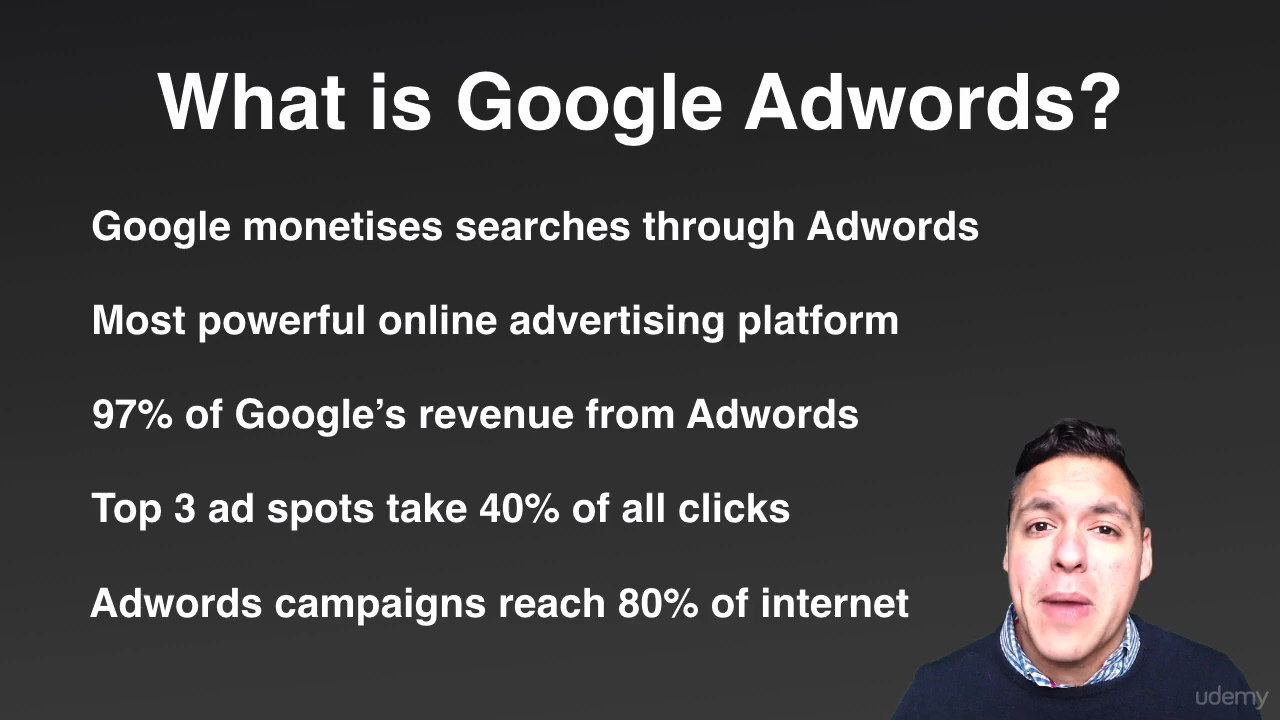 What is Google Adwords?
Google monetises searches through Adwords
Most powerful online advertising platform
97% of Google’s revenue from Adwords
Top 3 ad spots take 40% of all clicks
Adwords campaigns reach 80% of internet
udemy